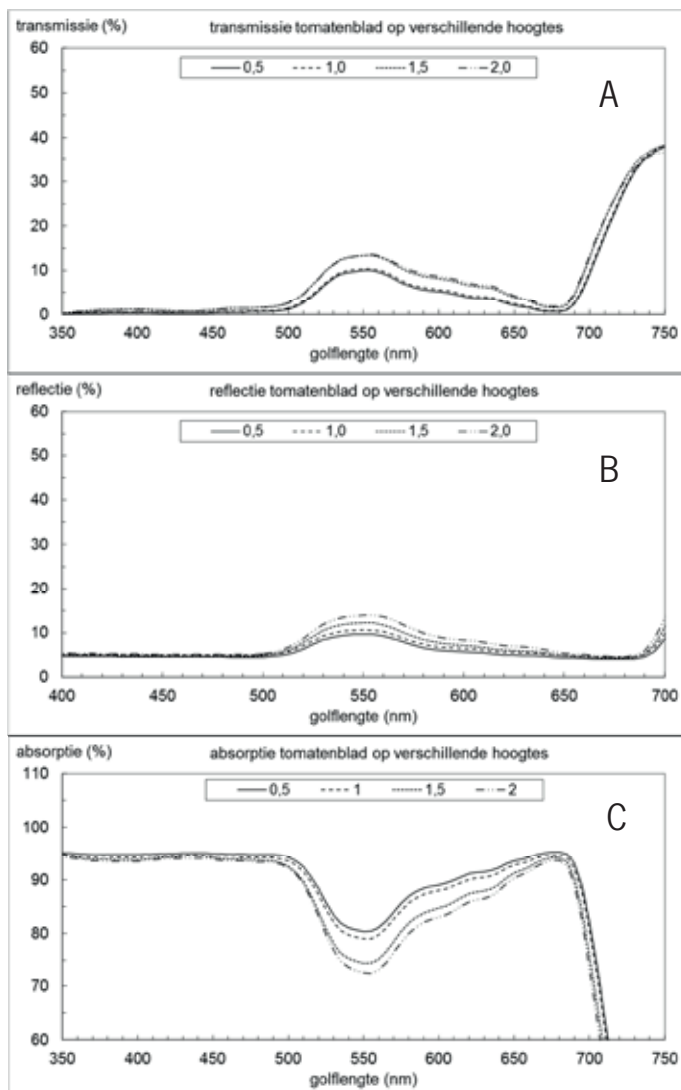 transmissie (%) transmissie tomatenblad op verschillende hoogtes
0,5 1,0 1,5 2,0
A
60
50
40
30
20
10
0
350 400 450 500 550 600 650 700 750
golflengte (nm)
reflectie (%) reflectie tomatenblad op verschillende hoogtes
0,5 1,0 1,5 2,0
B
60
50
40
30
20
10
0
400 450 500 550 600 650 700
golflengte (nm)
absorptie (%) absorptie tomatenblad op verschillende hoogtes
0,5 1 1,5 2
C
110
100
90
80
70
60
350 400 450 500 550 600 650 700 750
golflengte (nm)